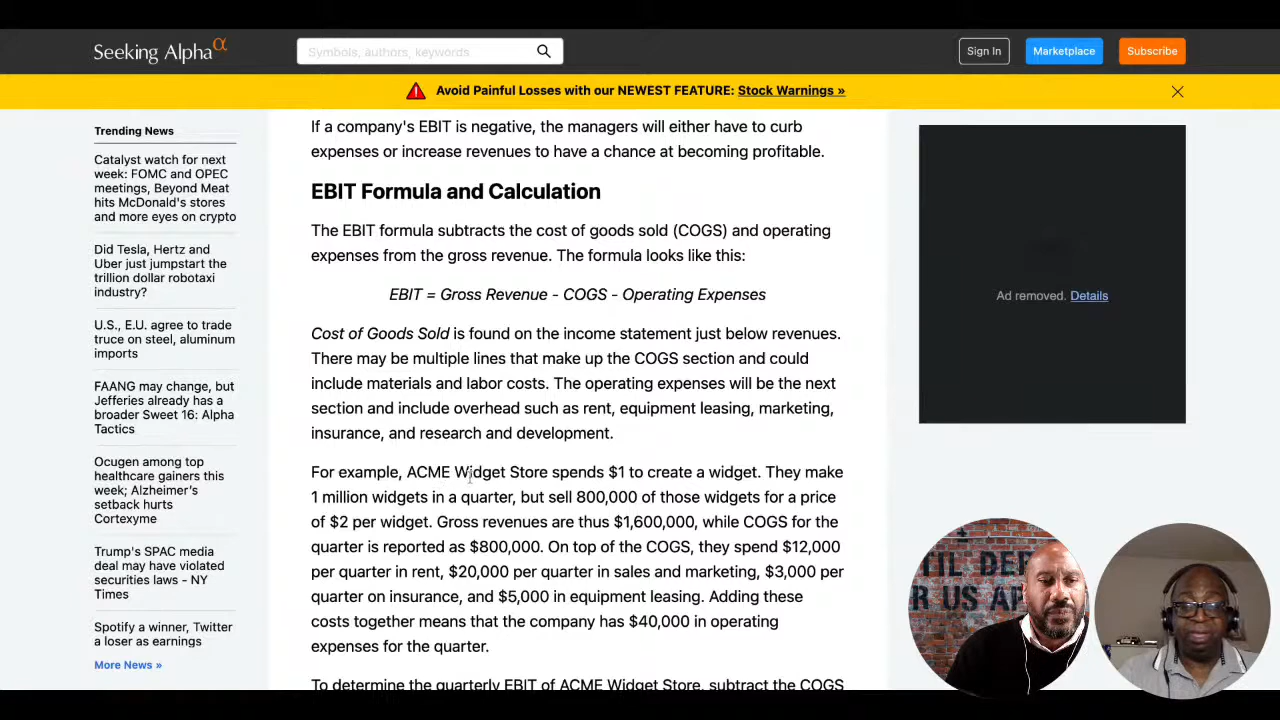 Seeking Alpha α
Symbols, authors, keywords
Sign In
Marketplace
Subscribe
Avoid Painful Losses with our NEWEST FEATURE: Stock Warnings »
Trending News
Catalyst watch for next
week: FOMC and OPEC
meetings, Beyond Meat
hits McDonald's stores
and more eyes on crypto
Did Tesla, Hertz and
Uber just jumpstart the
trillion dollar robotaxi
industry?
U.S., E.U. agree to trade
truce on steel, aluminum
imports
FAANG may change, but
Jefferies already has a
broader Sweet 16: Alpha
Tactics
Ocugen among top
healthcare gainers this
week; Alzheimer's
setback hurts
Cortexyme
Trump's SPAC media
deal may have violated
securities laws - NY
Times
Spotify a winner, Twitter
a loser as earnings
More News »
If a company's EBIT is negative, the managers will either have to curb
expenses or increase revenues to have a chance at becoming profitable.
EBIT Formula and Calculation
The EBIT formula subtracts the cost of goods sold (COGS) and operating
expenses from the gross revenue. The formula looks like this:
EBIT = Gross Revenue - COGS - Operating Expenses
Cost of Goods Sold is found on the income statement just below revenues.
There may be multiple lines that make up the COGS section and could
include materials and labor costs. The operating expenses will be the next
section and include overhead such as rent, equipment leasing, marketing,
insurance, and research and development.
For example, ACME Widget Store spends $1 to create a widget. They make
1 million widgets in a quarter, but sell 800,000 of those widgets for a price
of $2 per widget. Gross revenues are thus $1,600,000, while COGS for the
quarter is reported as $800,000. On top of the COGS, they spend $12,000
per quarter in rent, $20,000 per quarter in sales and marketing, $3,000 per
quarter on insurance, and $5,000 in equipment leasing. Adding these
costs together means that the company has $40,000 in operating
expenses for the quarter.
To determine the quarterly EBIT of ACME Widget Store, subtract the COGS
Ad removed. Details